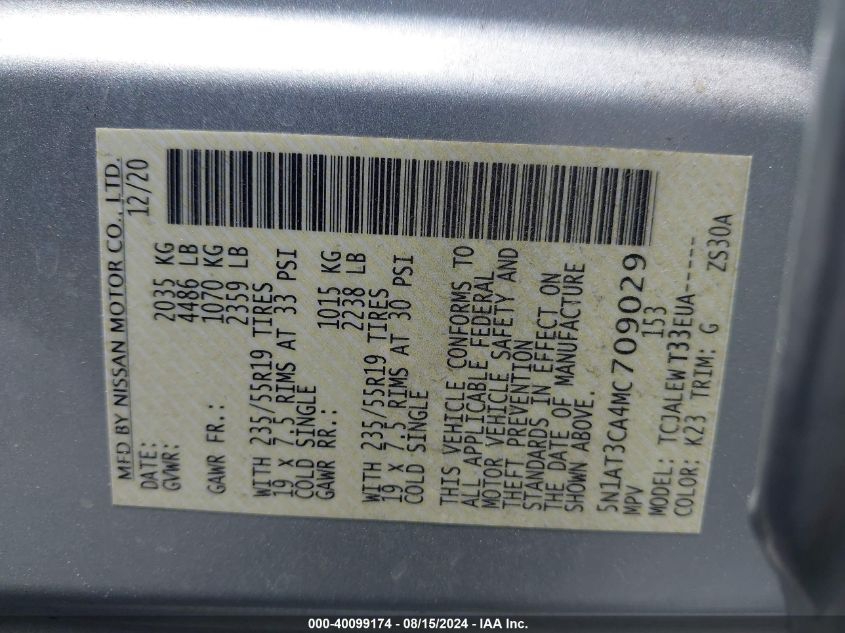 MFD BY NISSAN MOTOR CO., LTD.
DATE: 12/20
GVWR: 2035 KG
4486 LB
GAWR FR.: 1070 KG
2359 LB
WITH 235/55R19 TIRES
19 X 7.5 RIMS AT 33 PSI
COLD SINGLE
GAWR RR.: 1015 KG
2238 LB
WITH 235/55R19 TIRES
19 X 7.5 RIMS AT 30 PSI
COLD SINGLE
THIS VEHICLE CONFORMS TO
ALL APPLICABLE FEDERAL
MOTOR VEHICLE SAFETY AND
THEFT PREVENTION
STANDARDS IN EFFECT ON
THE DATE OF MANUFACTURE
SHOWN ABOVE.
5N1AT3CA4MC709029
MPV 153
MODEL: TCJALEWT33EUA-----
COLOR: K23 TRIM: G ZS30A
000-40099174 - 08/15/2024 - IAA Inc.